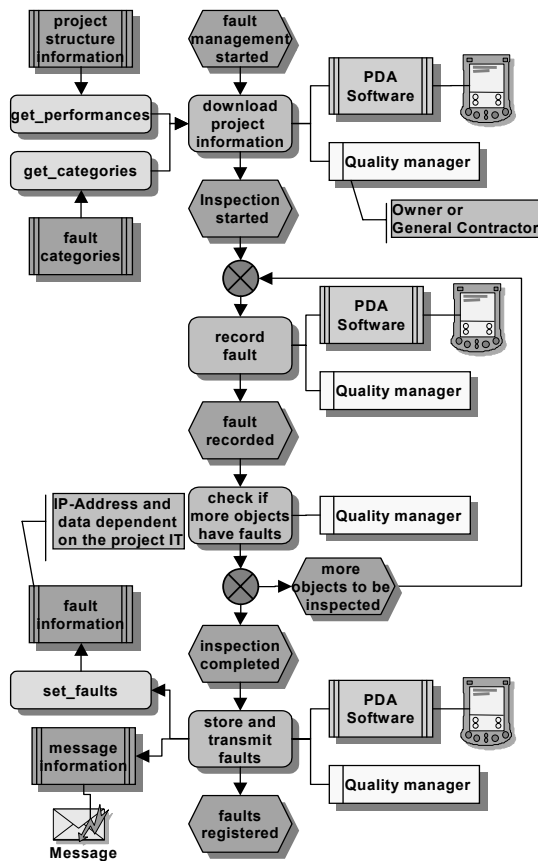 project
structure
information
fault
management
started
PDA
Software
get_performances
download
project
information
get_categories
Quality manager
Inspection
started
Owner or
General Contractor
fault
categories
PDA
Software
record
fault
Quality manager
fault
recorded
IP-Address and
data dependent
on the project IT
check if
more objects
have faults
Quality manager
more
objects to be
inspected
fault
information
inspection
completed
set_faults
PDA
Software
store and
transmit
faults
message
information
Quality manager
faults
registered
Message